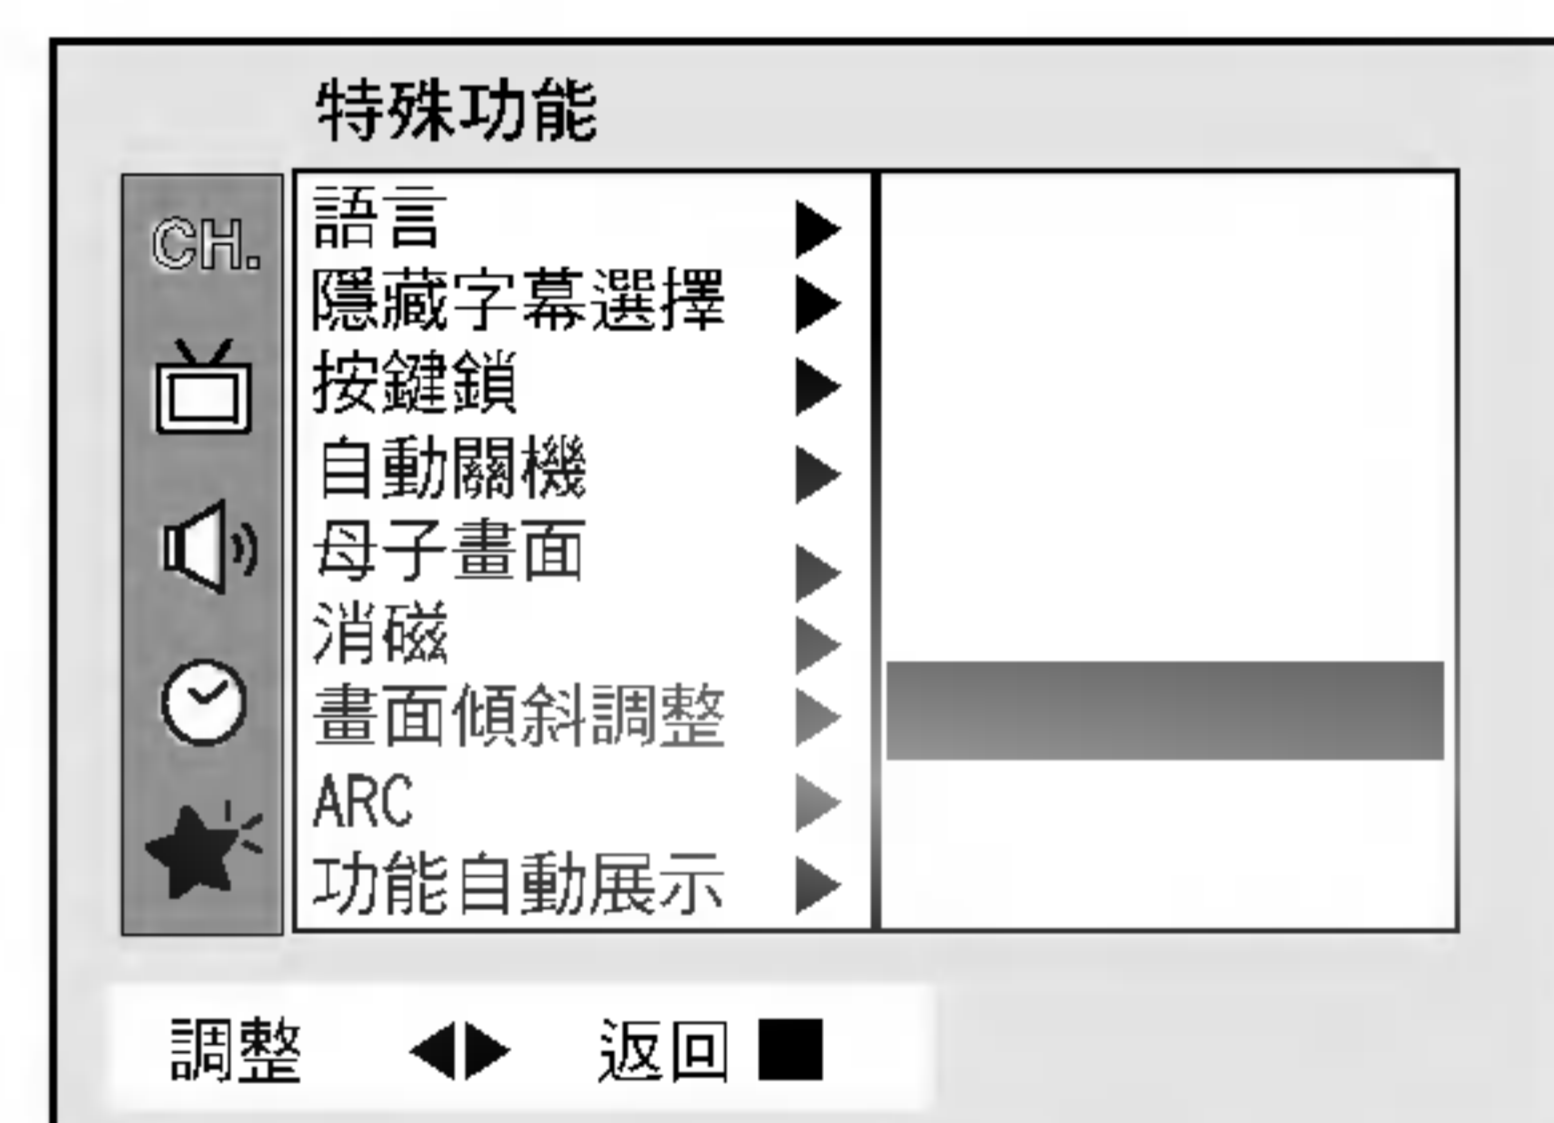 特殊功能
CH.
語言
隱藏字幕選擇
按鍵鎖
自動關機
母子畫面
消磁
畫面傾斜調整
ARC
功能自動展示
調整 返回